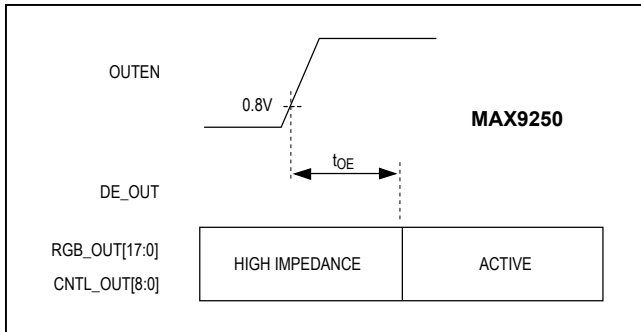 OUTEN
0.8V
MAX9250
tOE
DE_OUT
RGB_OUT[17:0]
HIGH IMPEDANCE
ACTIVE
CNTL_OUT[8:0]